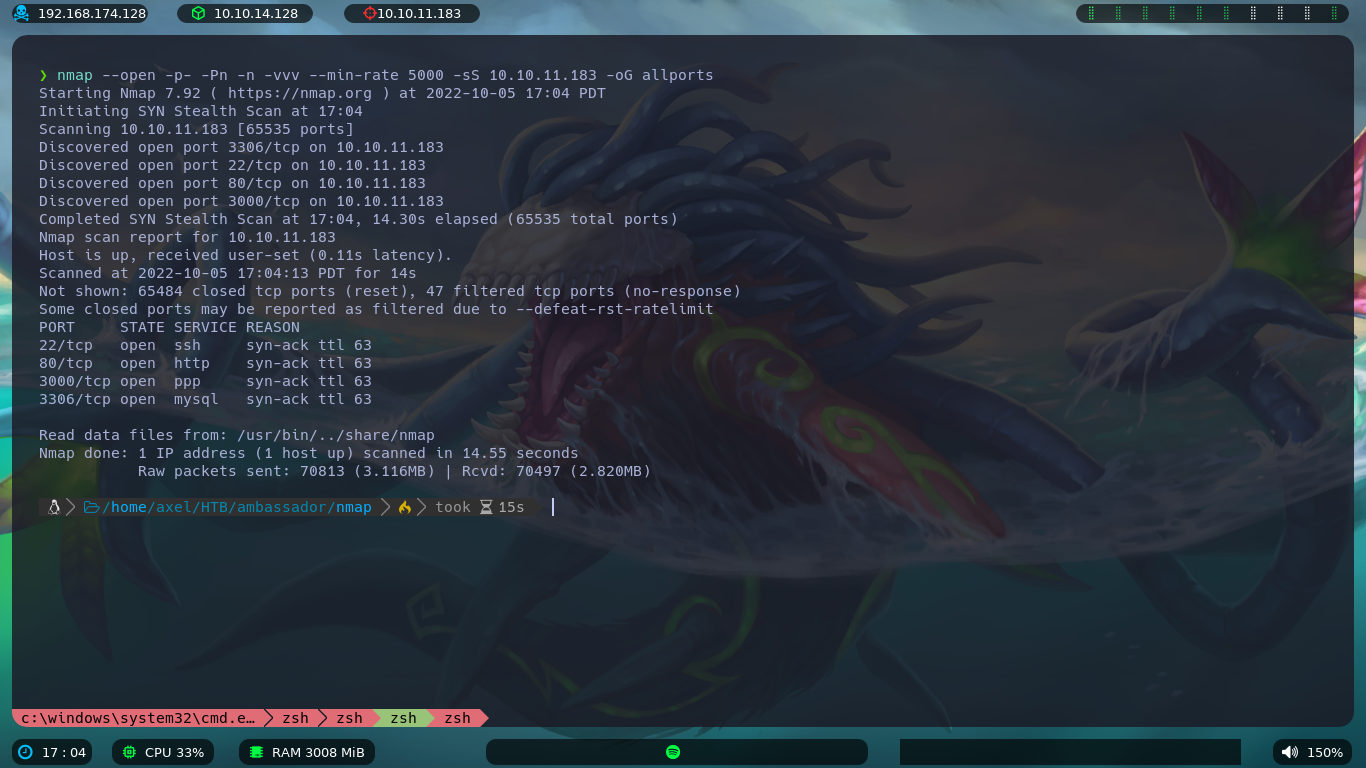 192.168.174.128 10.10.14.128 10.10.11.183
❯ nmap --open -p- -Pn -n -vvv --min-rate 5000 -sS 10.10.11.183 -oG allports
Starting Nmap 7.92 ( https://nmap.org ) at 2022-10-05 17:04 PDT
Initiating SYN Stealth Scan at 17:04
Scanning 10.10.11.183 [65535 ports]
Discovered open port 3306/tcp on 10.10.11.183
Discovered open port 22/tcp on 10.10.11.183
Discovered open port 80/tcp on 10.10.11.183
Discovered open port 3000/tcp on 10.10.11.183
Completed SYN Stealth Scan at 17:04, 14.30s elapsed (65535 total ports)
Nmap scan report for 10.10.11.183
Host is up, received user-set (0.11s latency).
Scanned at 2022-10-05 17:04:13 PDT for 14s
Not shown: 65484 closed tcp ports (reset), 47 filtered tcp ports (no-response)
Some closed ports may be reported as filtered due to --defeat-rst-ratelimit
PORT     STATE SERVICE REASON
22/tcp   open  ssh     syn-ack ttl 63
80/tcp   open  http    syn-ack ttl 63
3000/tcp open  ppp     syn-ack ttl 63
3306/tcp open  mysql   syn-ack ttl 63
Read data files from: /usr/bin/../share/nmap
Nmap done: 1 IP address (1 host up) scanned in 14.55 seconds
Raw packets sent: 70813 (3.116MB) | Rcvd: 70497 (2.820MB)
/home/axel/HTB/ambassador/nmap took 15s
c:\windows\system32\cmd.e… zsh zsh zsh zsh
17 : 04 CPU 33% RAM 3008 MiB 150%